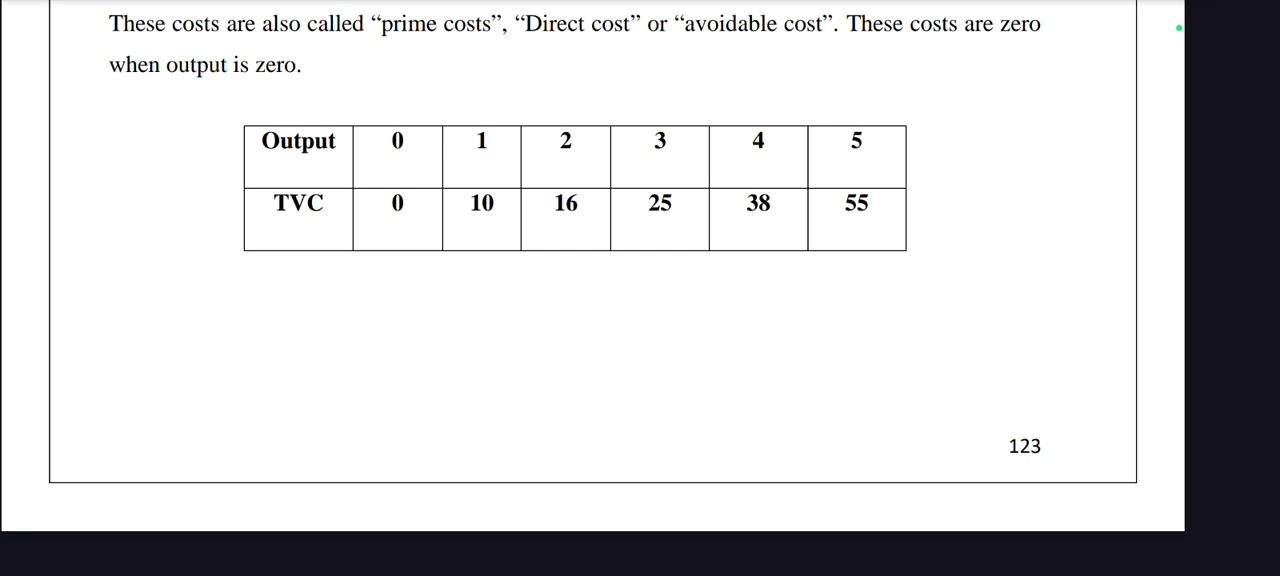 These costs are also called “prime costs”, “Direct cost” or “avoidable cost”. These costs are zero
when output is zero.
Output 0 1 2 3 4 5
TVC 0 10 16 25 38 55
123